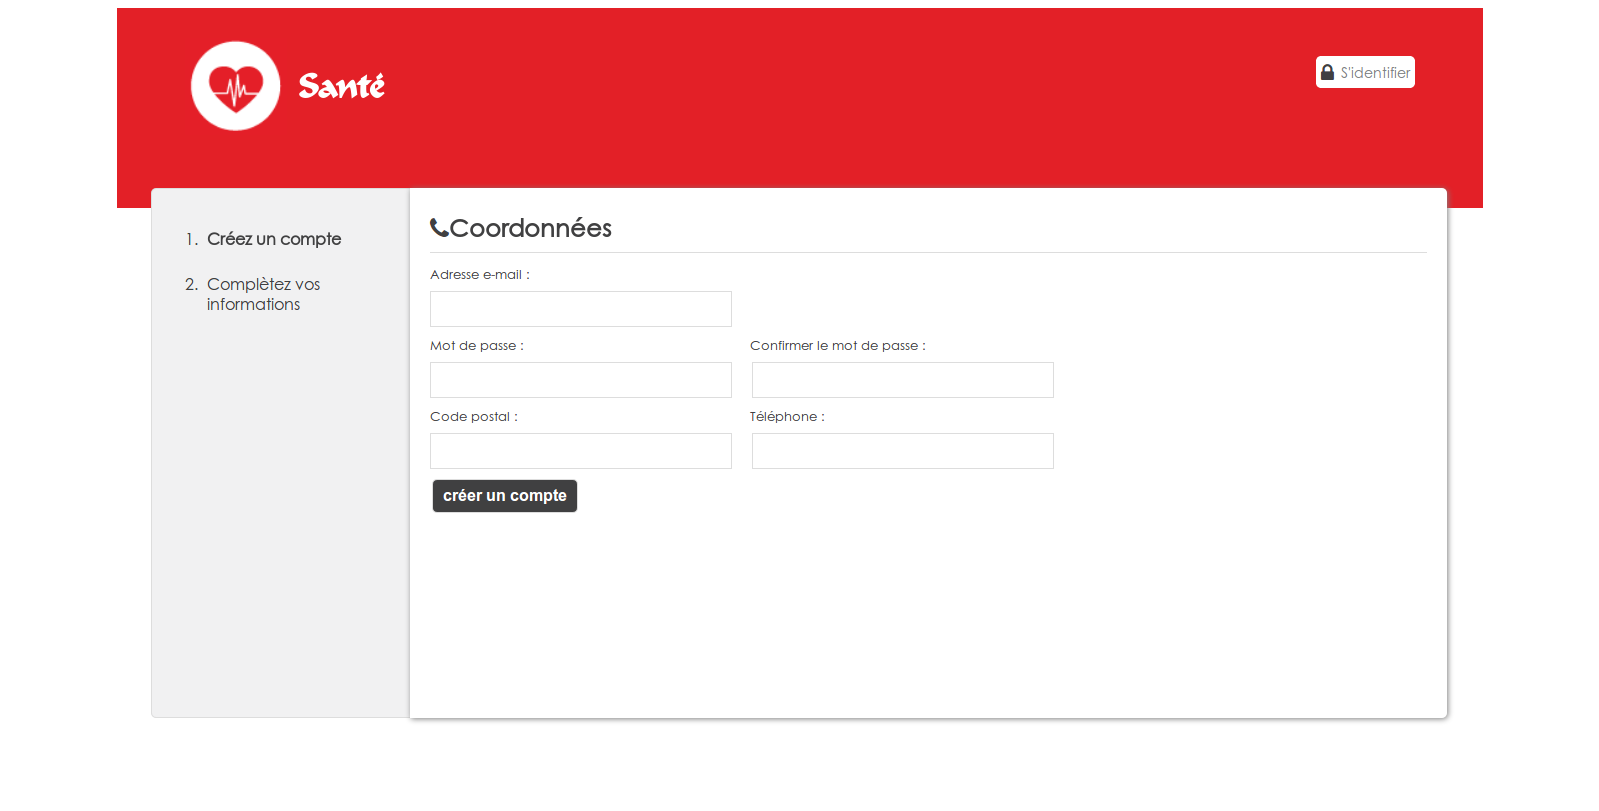 Santé
S'identifier
1. Créez un compte
2. Complètez vos
informations
Coordonnées
Adresse e-mail :
Mot de passe :
Confirmer le mot de passe :
Code postal :
Téléphone :
créer un compte